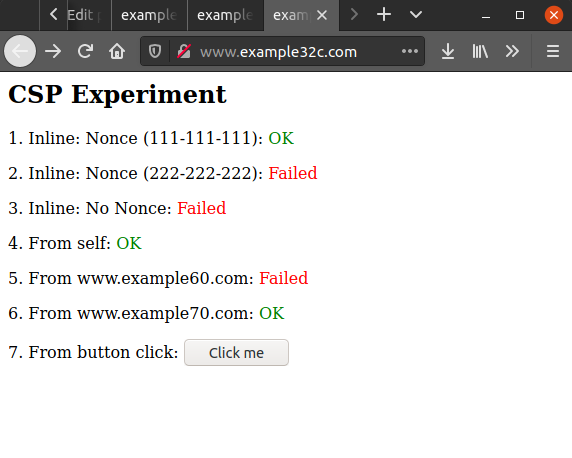 Edit
example
example
exam
www.example32c.com
CSP Experiment
1. Inline: Nonce (111-111-111): OK
2. Inline: Nonce (222-222-222): Failed
3. Inline: No Nonce: Failed
4. From self: OK
5. From www.example60.com: Failed
6. From www.example70.com: OK
7. From button click: Click me